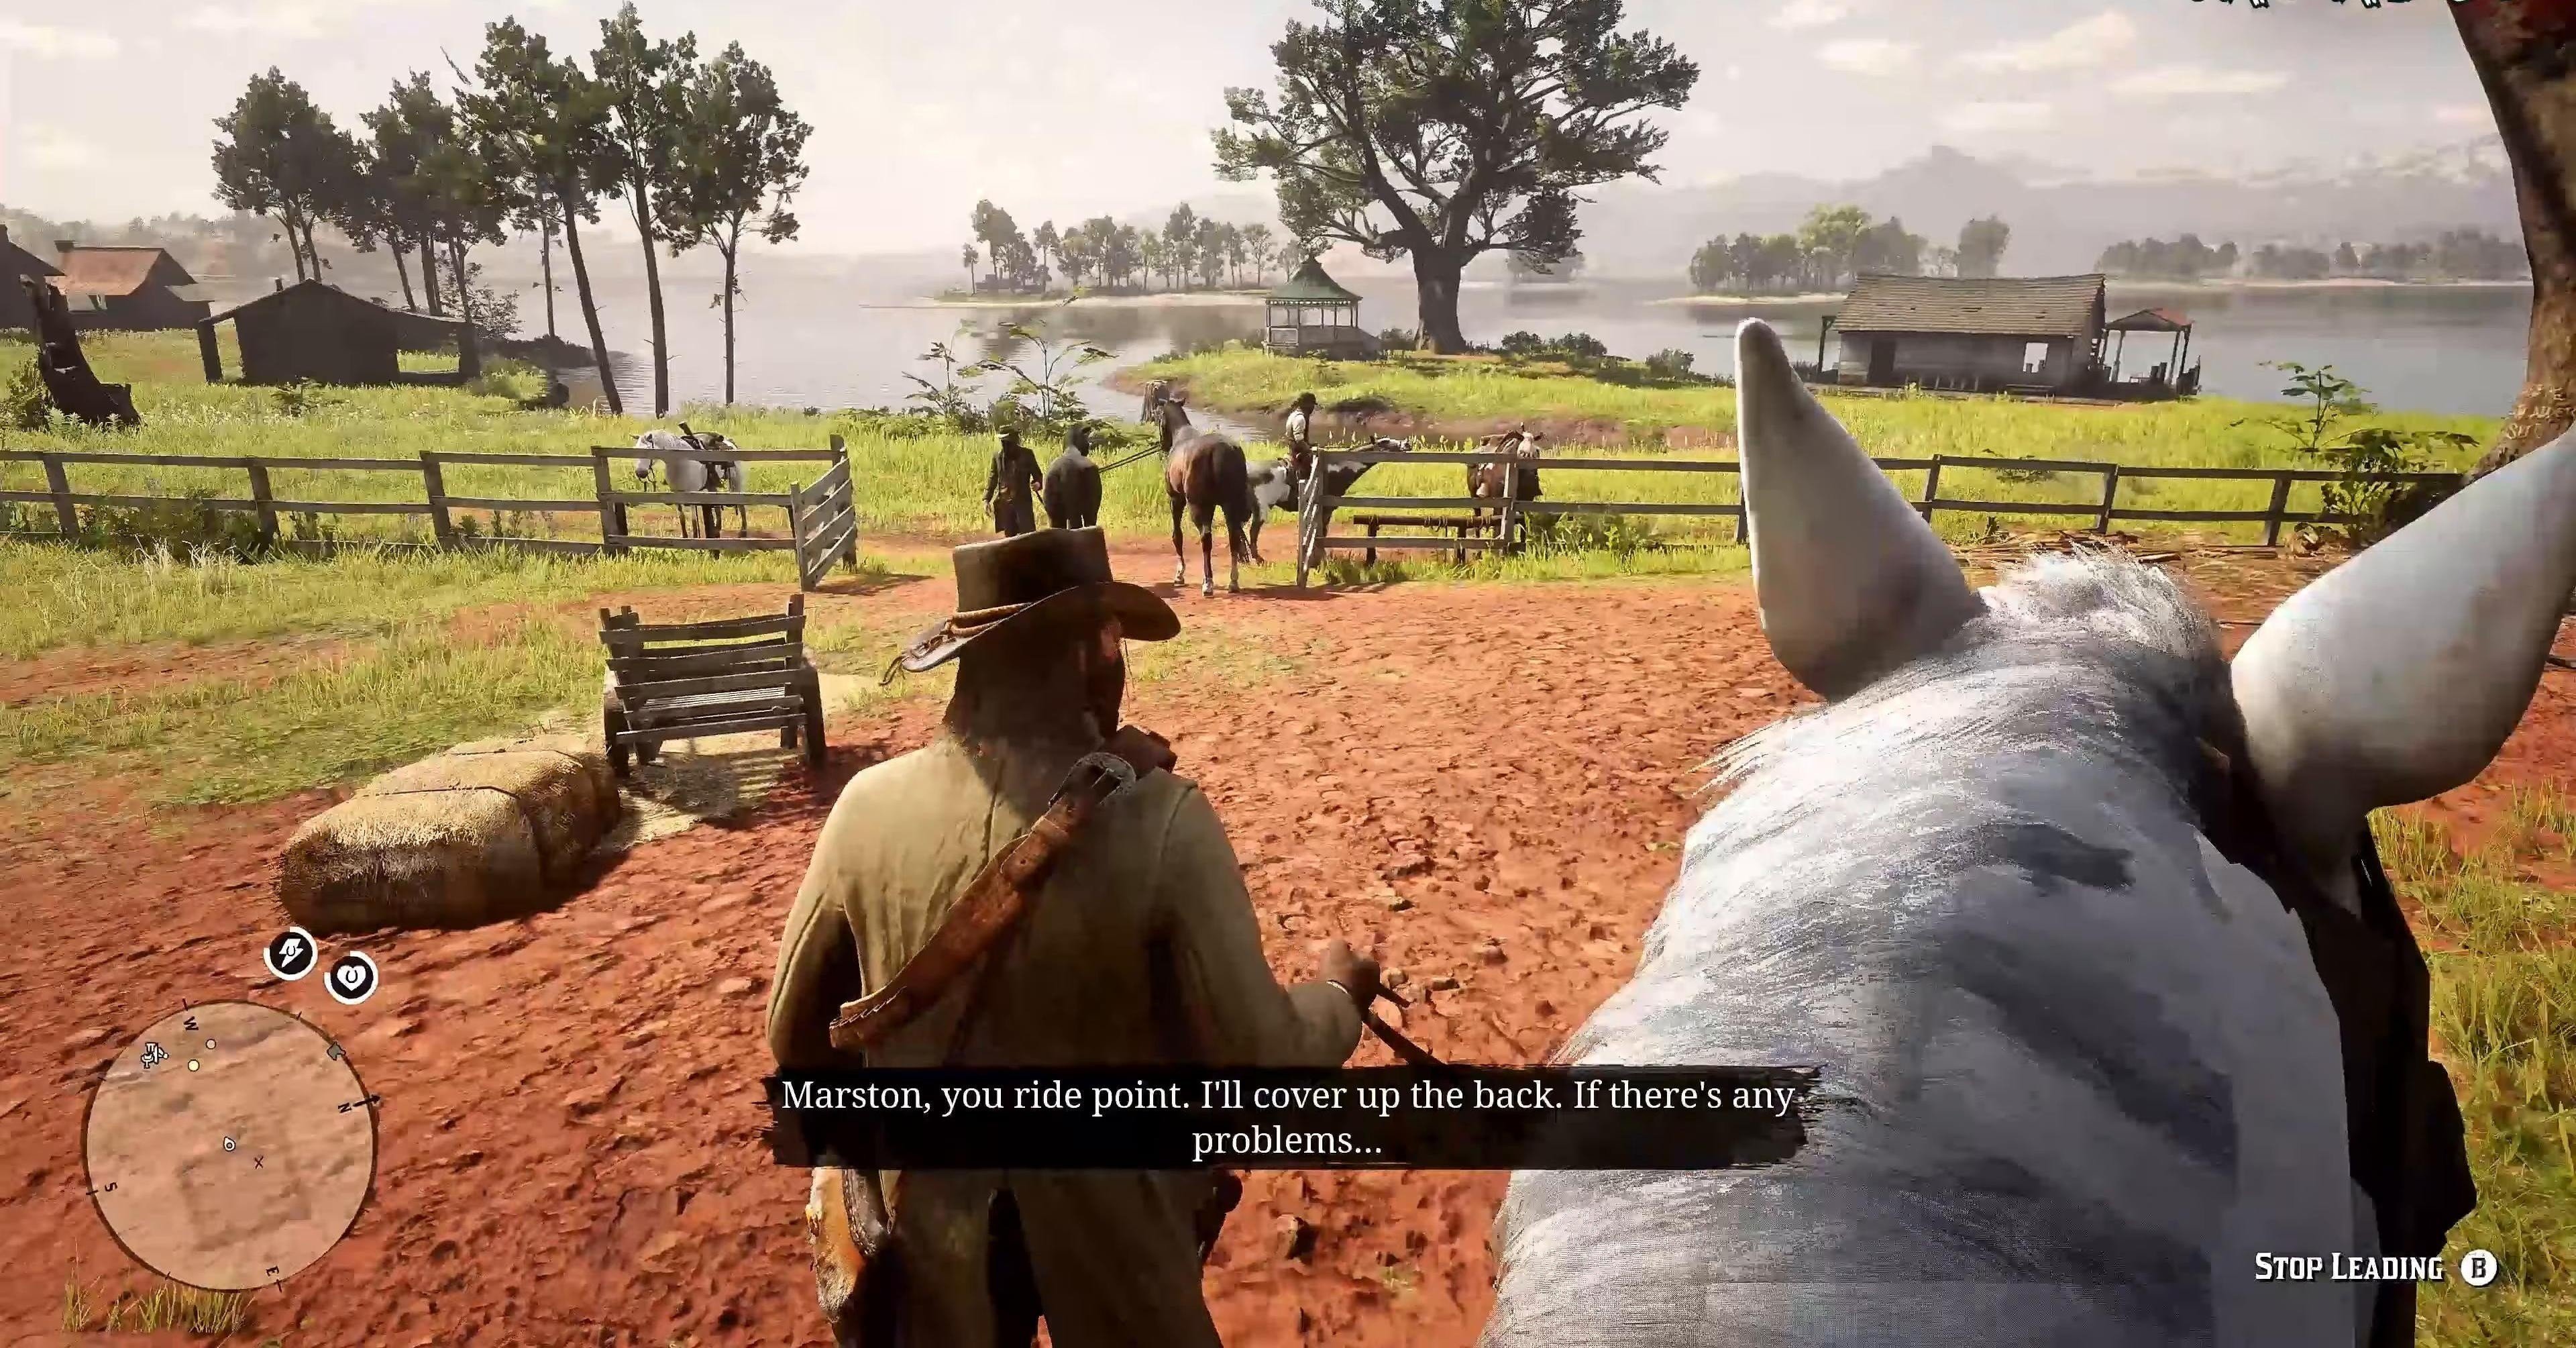 W
N
S
E
Marston, you ride point. I'll cover up the back. If there's any
problems...
STOP LEADING B